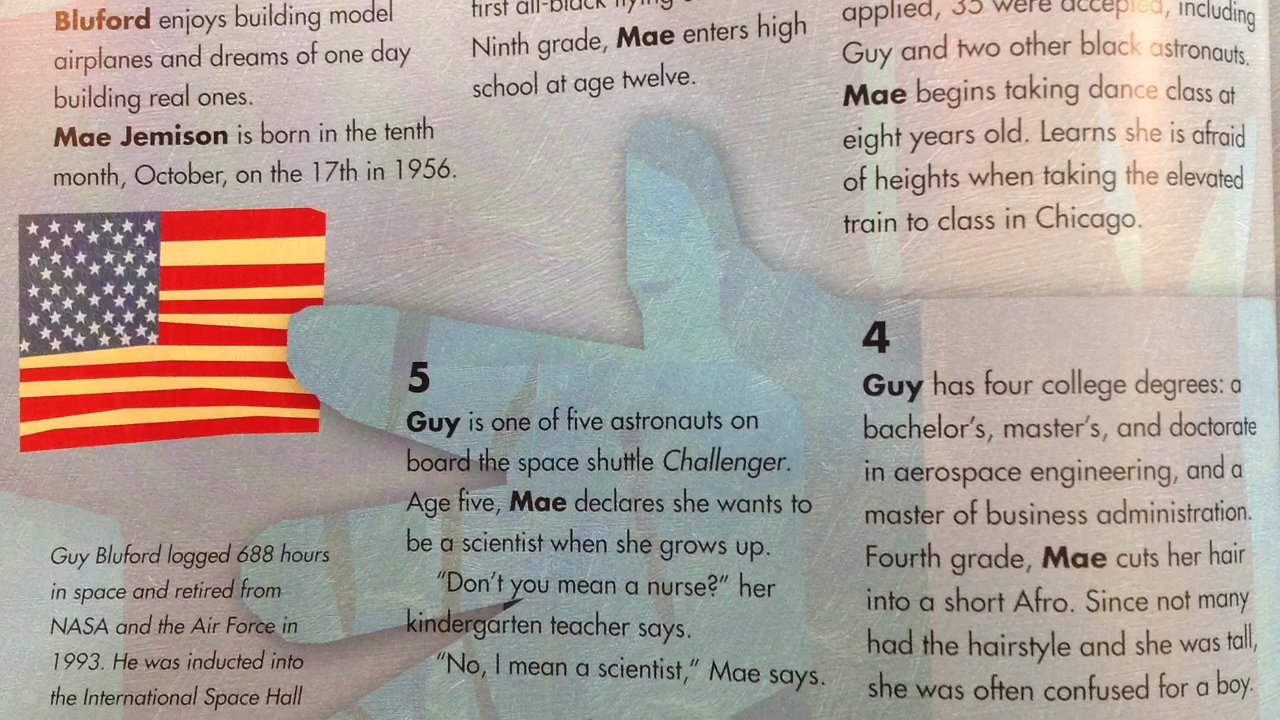 Bluford enjoys building model
airplanes and dreams of one day
building real ones.
Mae Jemison is born in the tenth
month, October, on the 17th in 1956.
first all-black flying
Ninth grade, Mae enters high
school at age twelve.
applied, 35 were accepted, including
Guy and two other black astronauts.
Mae begins taking dance class at
eight years old. Learns she is afraid
of heights when taking the elevated
train to class in Chicago.
5
Guy is one of five astronauts on
board the space shuttle Challenger.
Age five, Mae declares she wants to
be a scientist when she grows up.
“Don’t you mean a nurse?” her
kindergarten teacher says.
“No, I mean a scientist,” Mae says.
4
Guy has four college degrees: a
bachelor’s, master’s, and doctorate
in aerospace engineering, and a
master of business administration.
Fourth grade, Mae cuts her hair
into a short Afro. Since not many
had the hairstyle and she was tall,
she was often confused for a boy.
Guy Bluford logged 688 hours
in space and retired from
NASA and the Air Force in
1993. He was inducted into
the International Space Hall